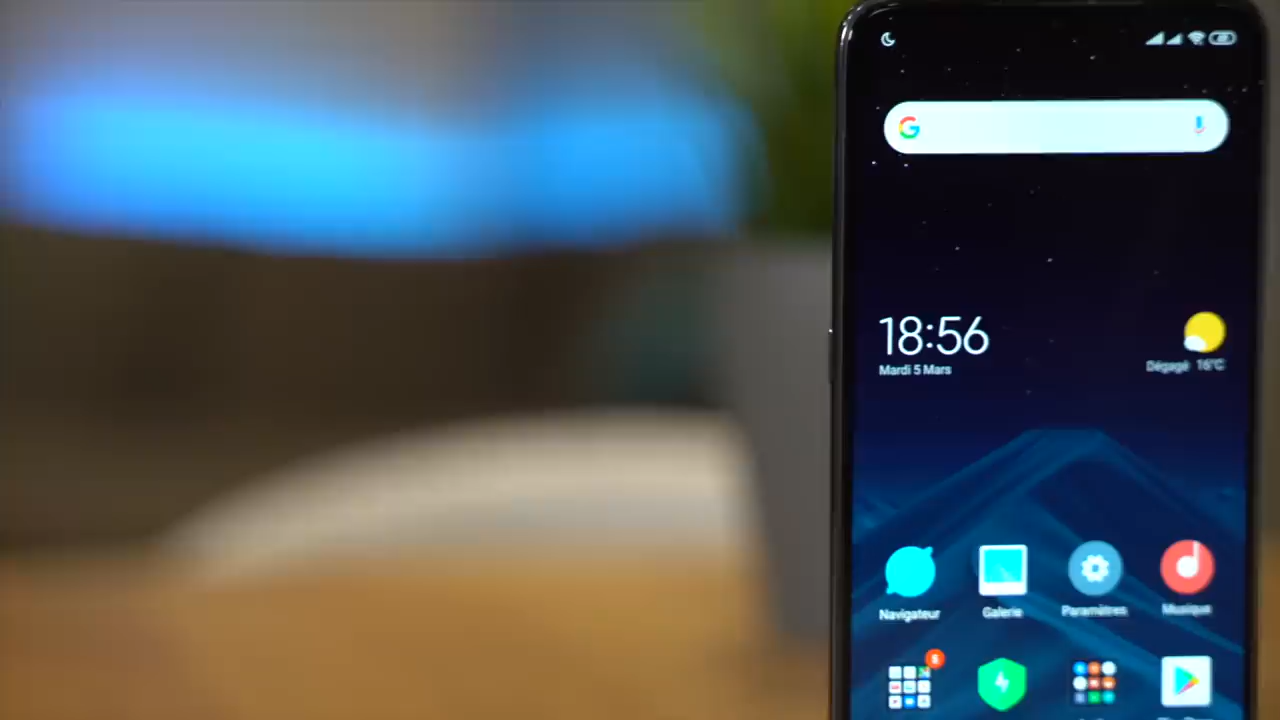 18:56
Mardi 5 Mars
Dégagé 16°C
Navigateur
Galerie
Paramètres
Musique